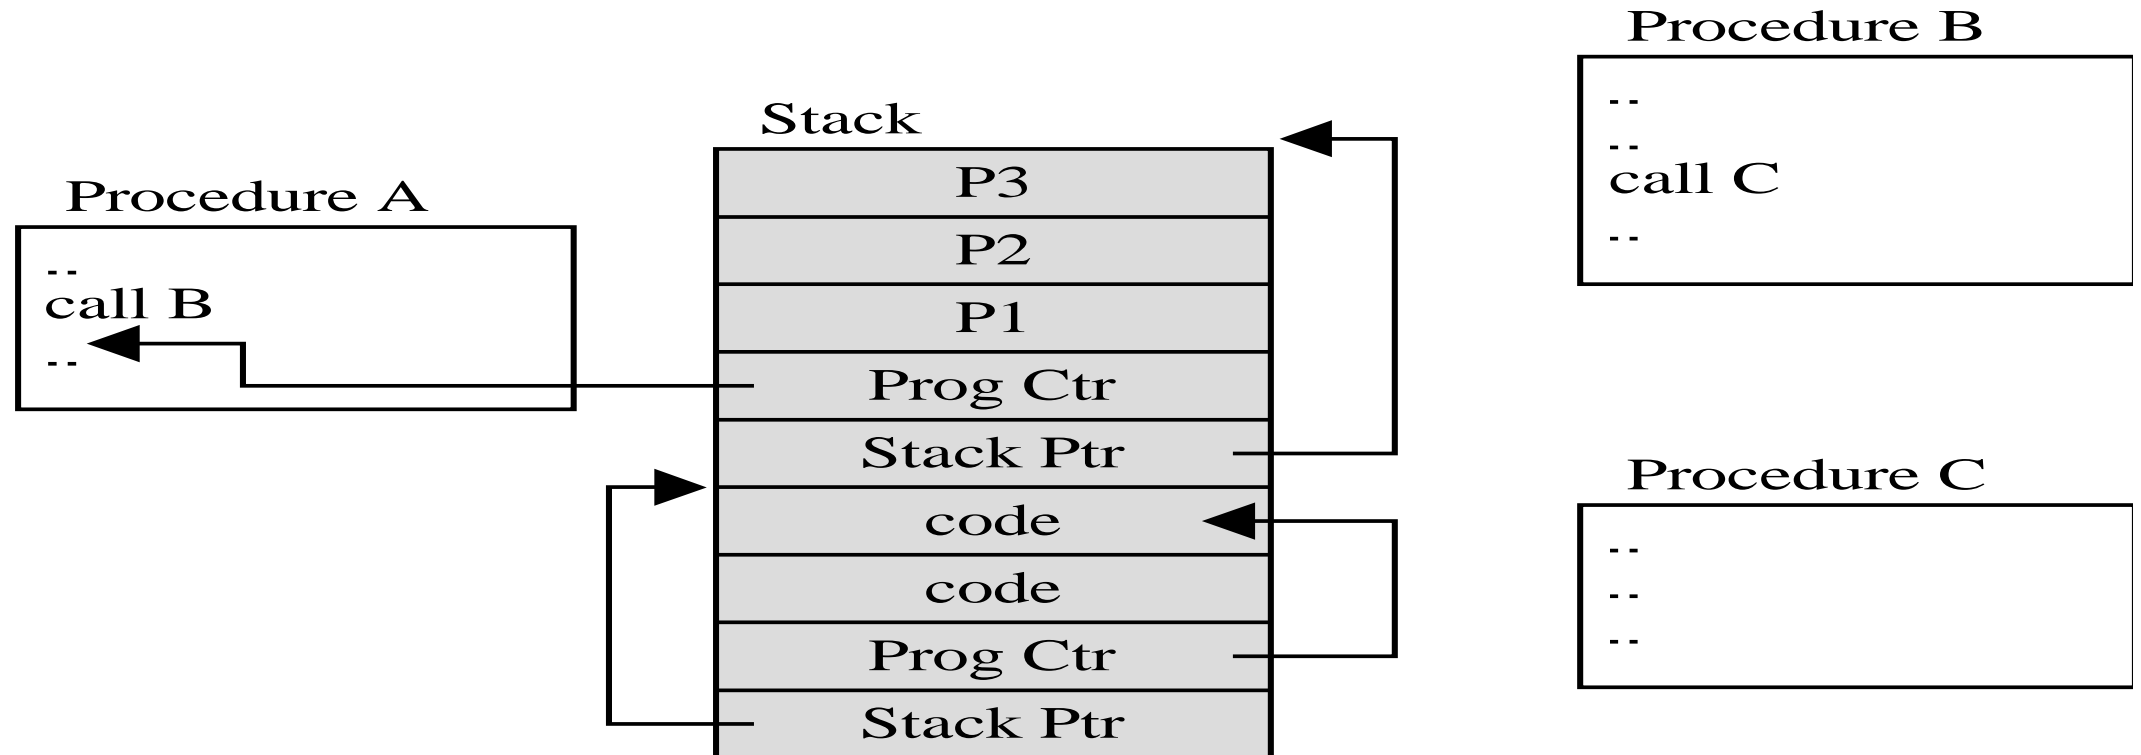 Procedure A
--
call B
--
Stack
P3
P2
P1
Prog Ctr
Stack Ptr
code
code
Prog Ctr
Stack Ptr
Procedure B
--
--
call C
--
Procedure C
--
--
--